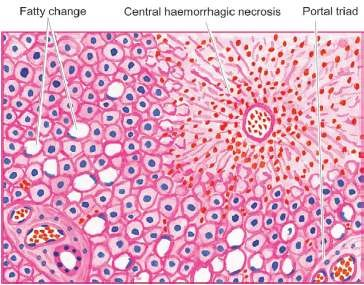 Fatty change
Central haemorrhagic necrosis
Portal triad